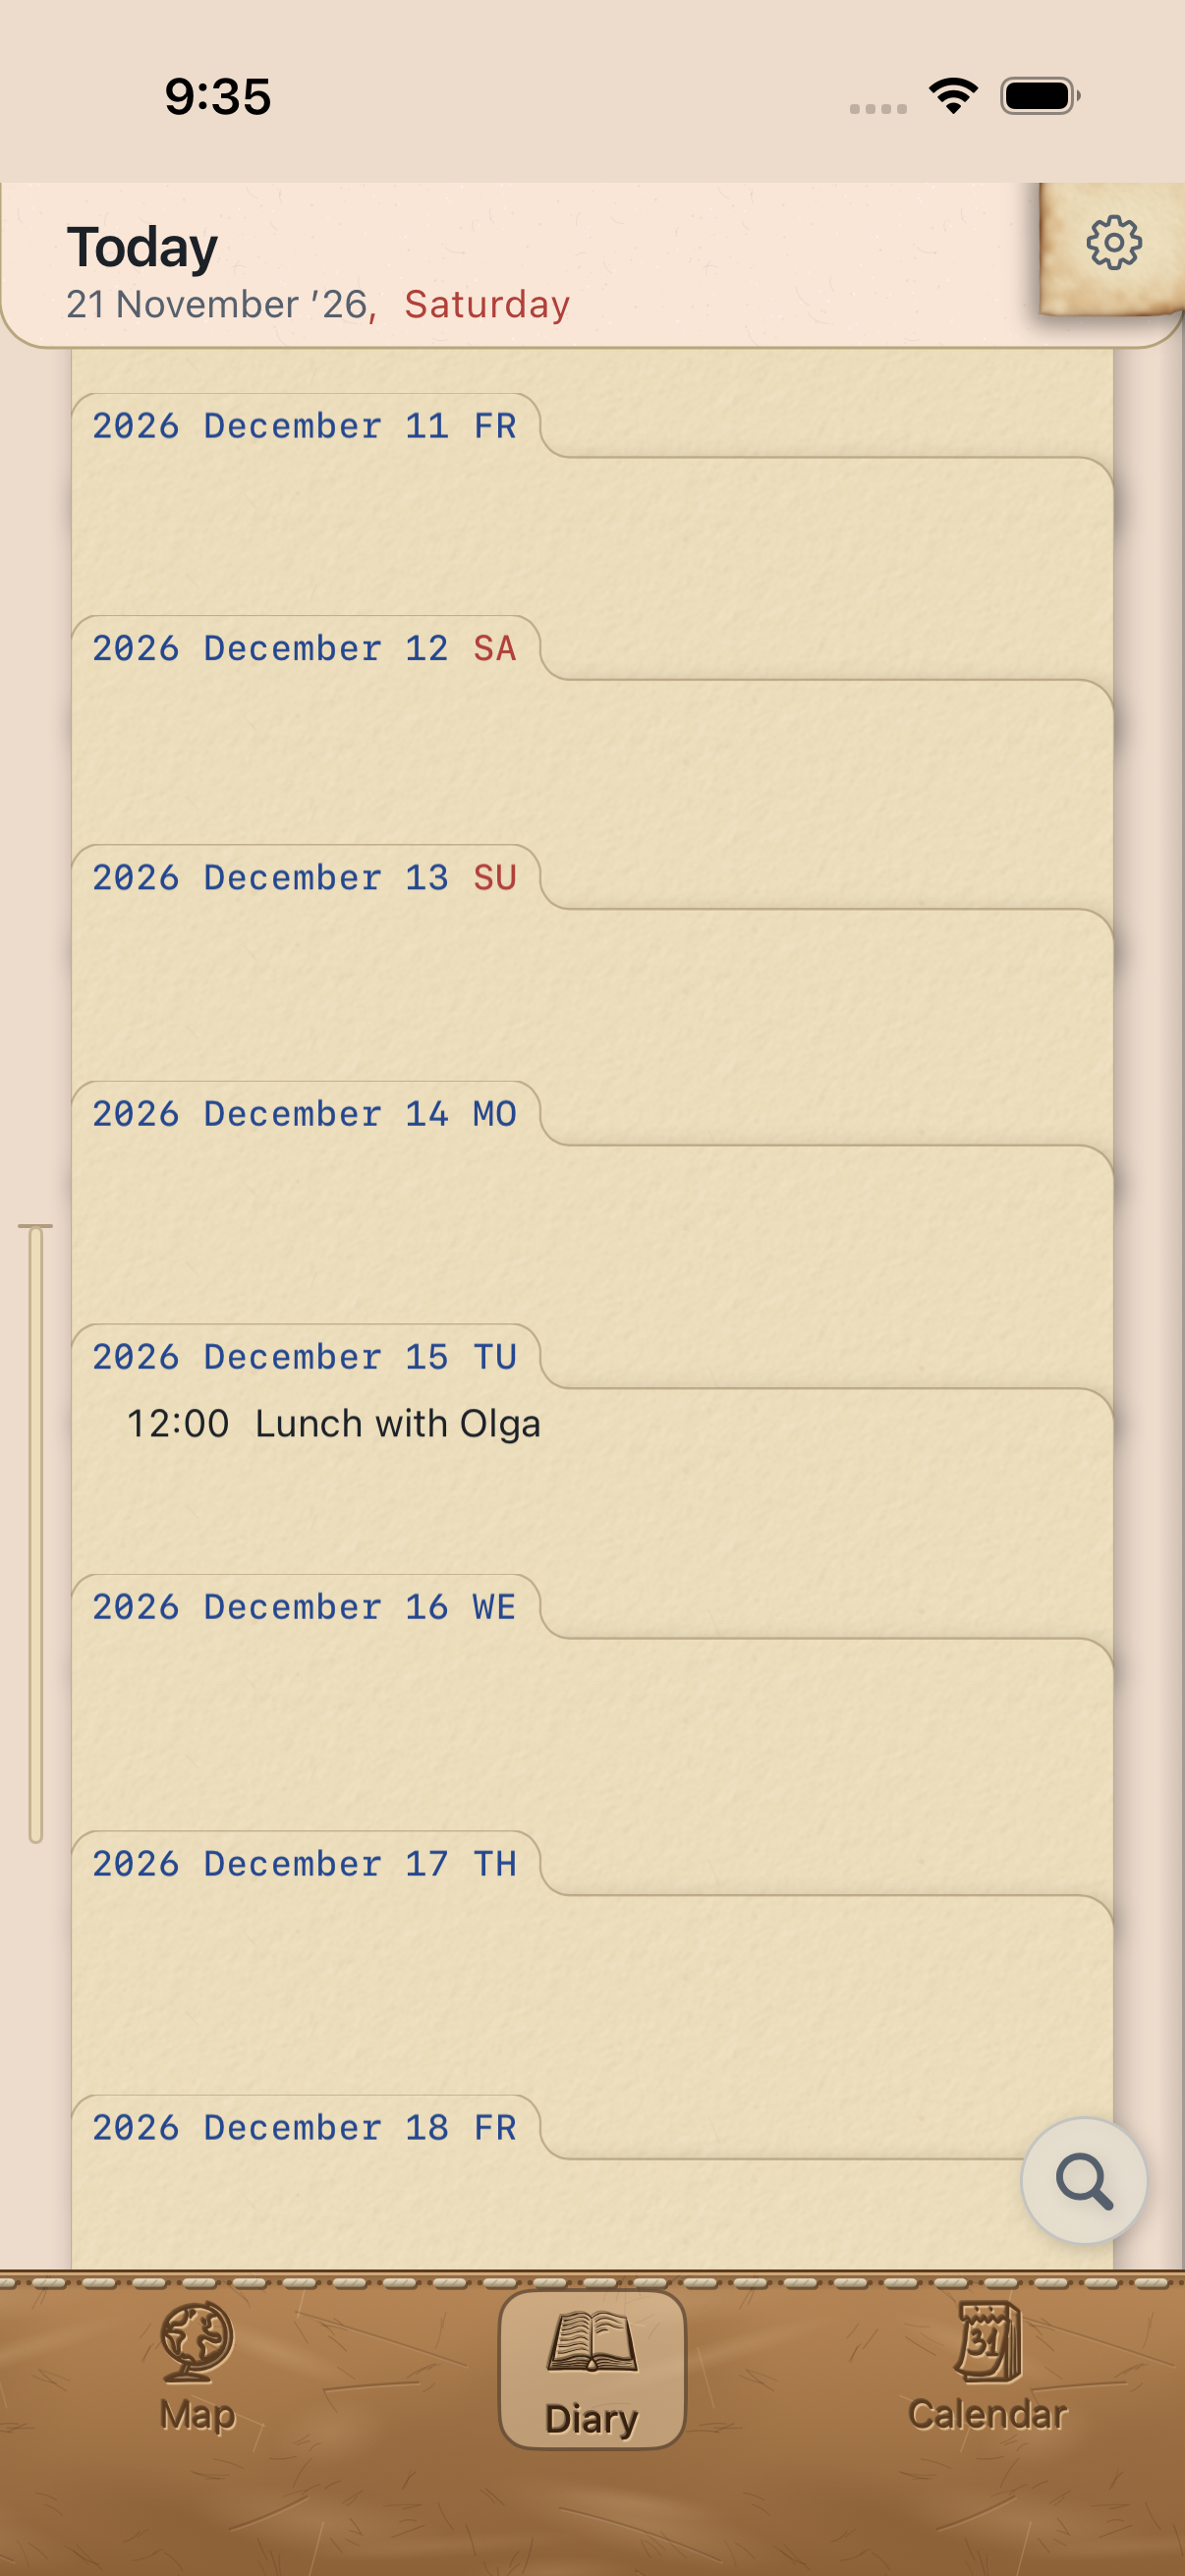 9:35
Today
21 November ’26, Saturday
2026 December 11 FR
2026 December 12 SA
2026 December 13 SU
2026 December 14 MO
2026 December 15 TU
12:00 Lunch with Olga
2026 December 16 WE
2026 December 17 TH
2026 December 18 FR
31
Map Diary Calendar